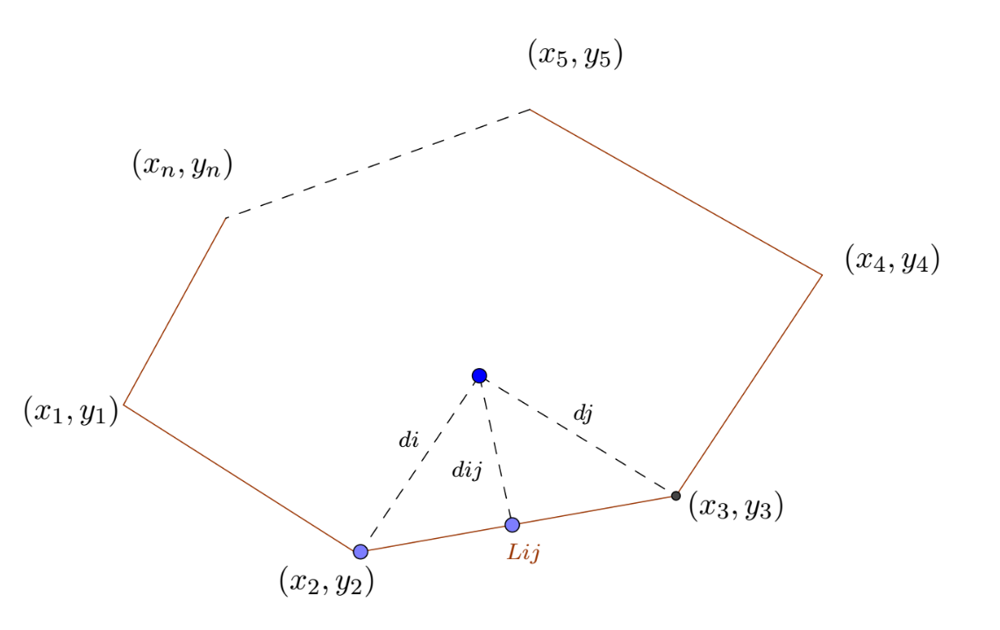 (x₅, y₅)
(xₙ, yₙ)
(x₄, y₄)
(x₁, y₁)
dj
di
dij
(x₃, y₃)
Lij
(x₂, y₂)